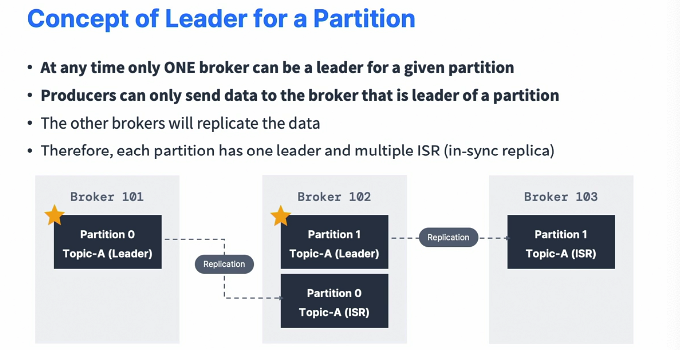 Concept of Leader for a Partition
• At any time only ONE broker can be a leader for a given partition
• Producers can only send data to the broker that is leader of a partition
• The other brokers will replicate the data
• Therefore, each partition has one leader and multiple ISR (in-sync replica)
Broker 101
Partition 0
Topic-A (Leader)
Replication
Broker 102
Partition 1
Topic-A (Leader)
Partition 0
Topic-A (ISR)
Replication
Broker 103
Partition 1
Topic-A (ISR)